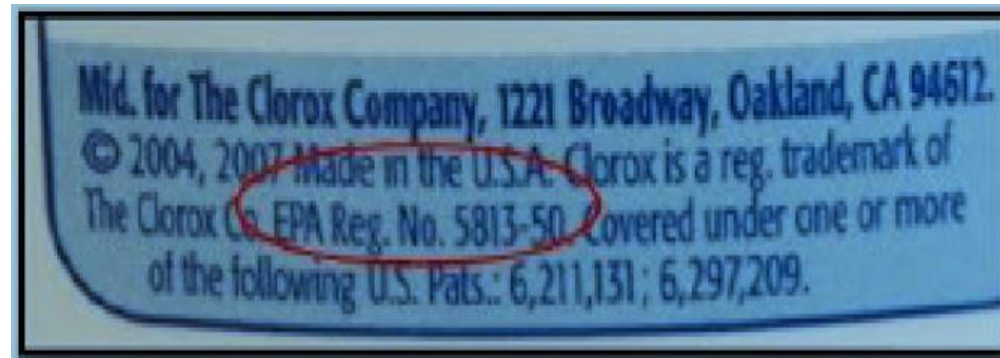 Mfd. for The Clorox Company, 1221 Broadway, Oakland, CA 94612.
© 2004, 2007 Made in the U.S.A. Clorox is a reg. trademark of
The Clorox Co. EPA Reg. No. 5813-50. Covered under one or more
of the following U.S. Pats.: 6,211,131; 6,297,209.